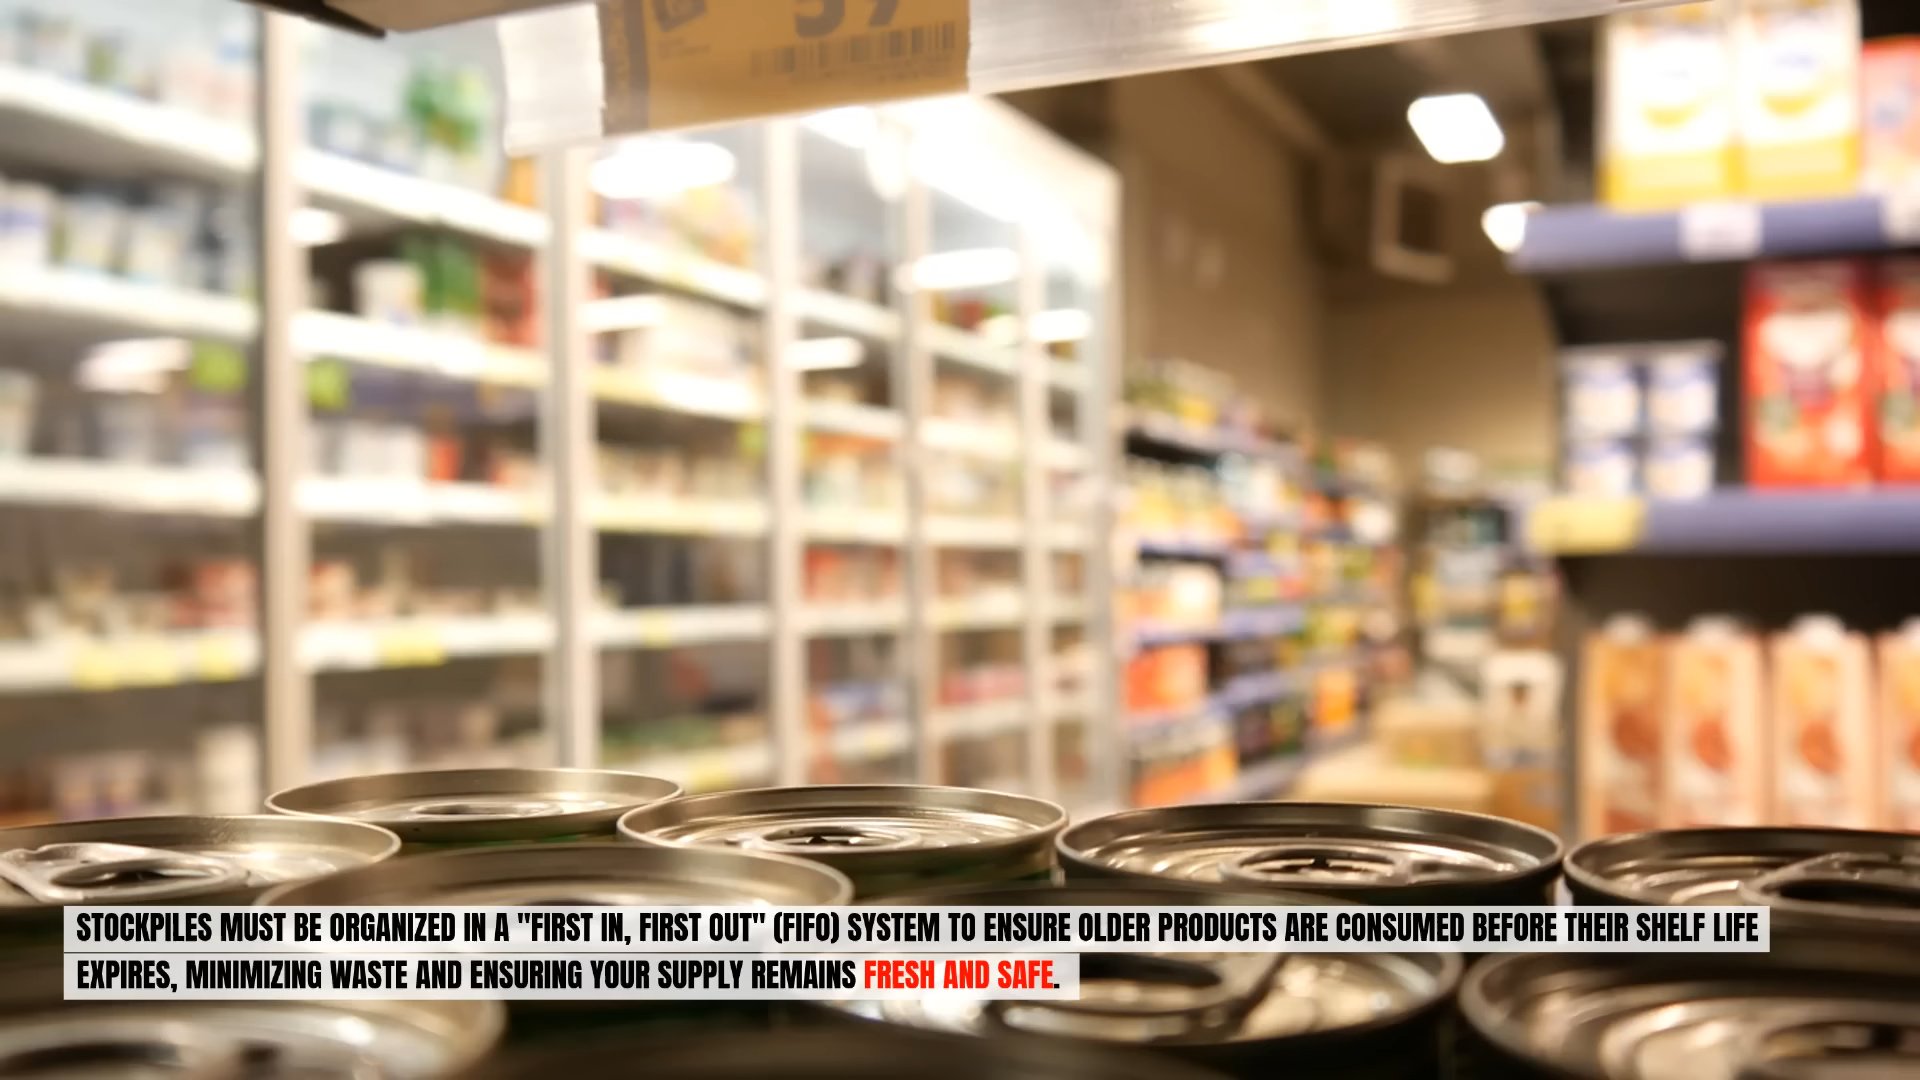 59
STOCKPILES MUST BE ORGANIZED IN A "FIRST IN, FIRST OUT" (FIFO) SYSTEM TO ENSURE OLDER PRODUCTS ARE CONSUMED BEFORE THEIR SHELF LIFE
EXPIRES, MINIMIZING WASTE AND ENSURING YOUR SUPPLY REMAINS FRESH AND SAFE.